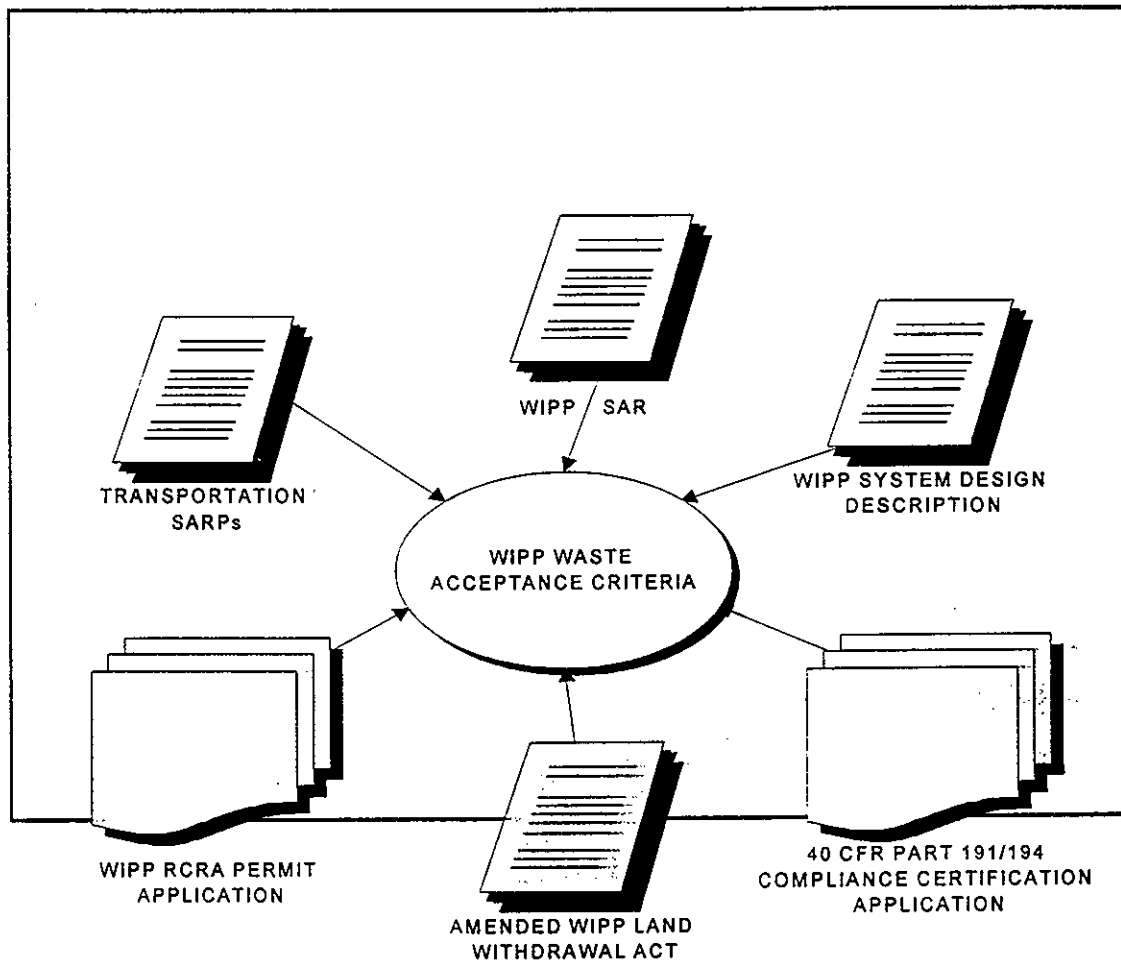 WIPP SAR
TRANSPORTATION
SARPs
WIPP SYSTEM DESIGN
DESCRIPTION
WIPP WASTE
ACCEPTANCE CRITERIA
WIPP RCRA PERMIT
APPLICATION
AMENDED WIPP LAND
WITHDRAWAL ACT
40 CFR PART 191/194
COMPLIANCE CERTIFICATION
APPLICATION